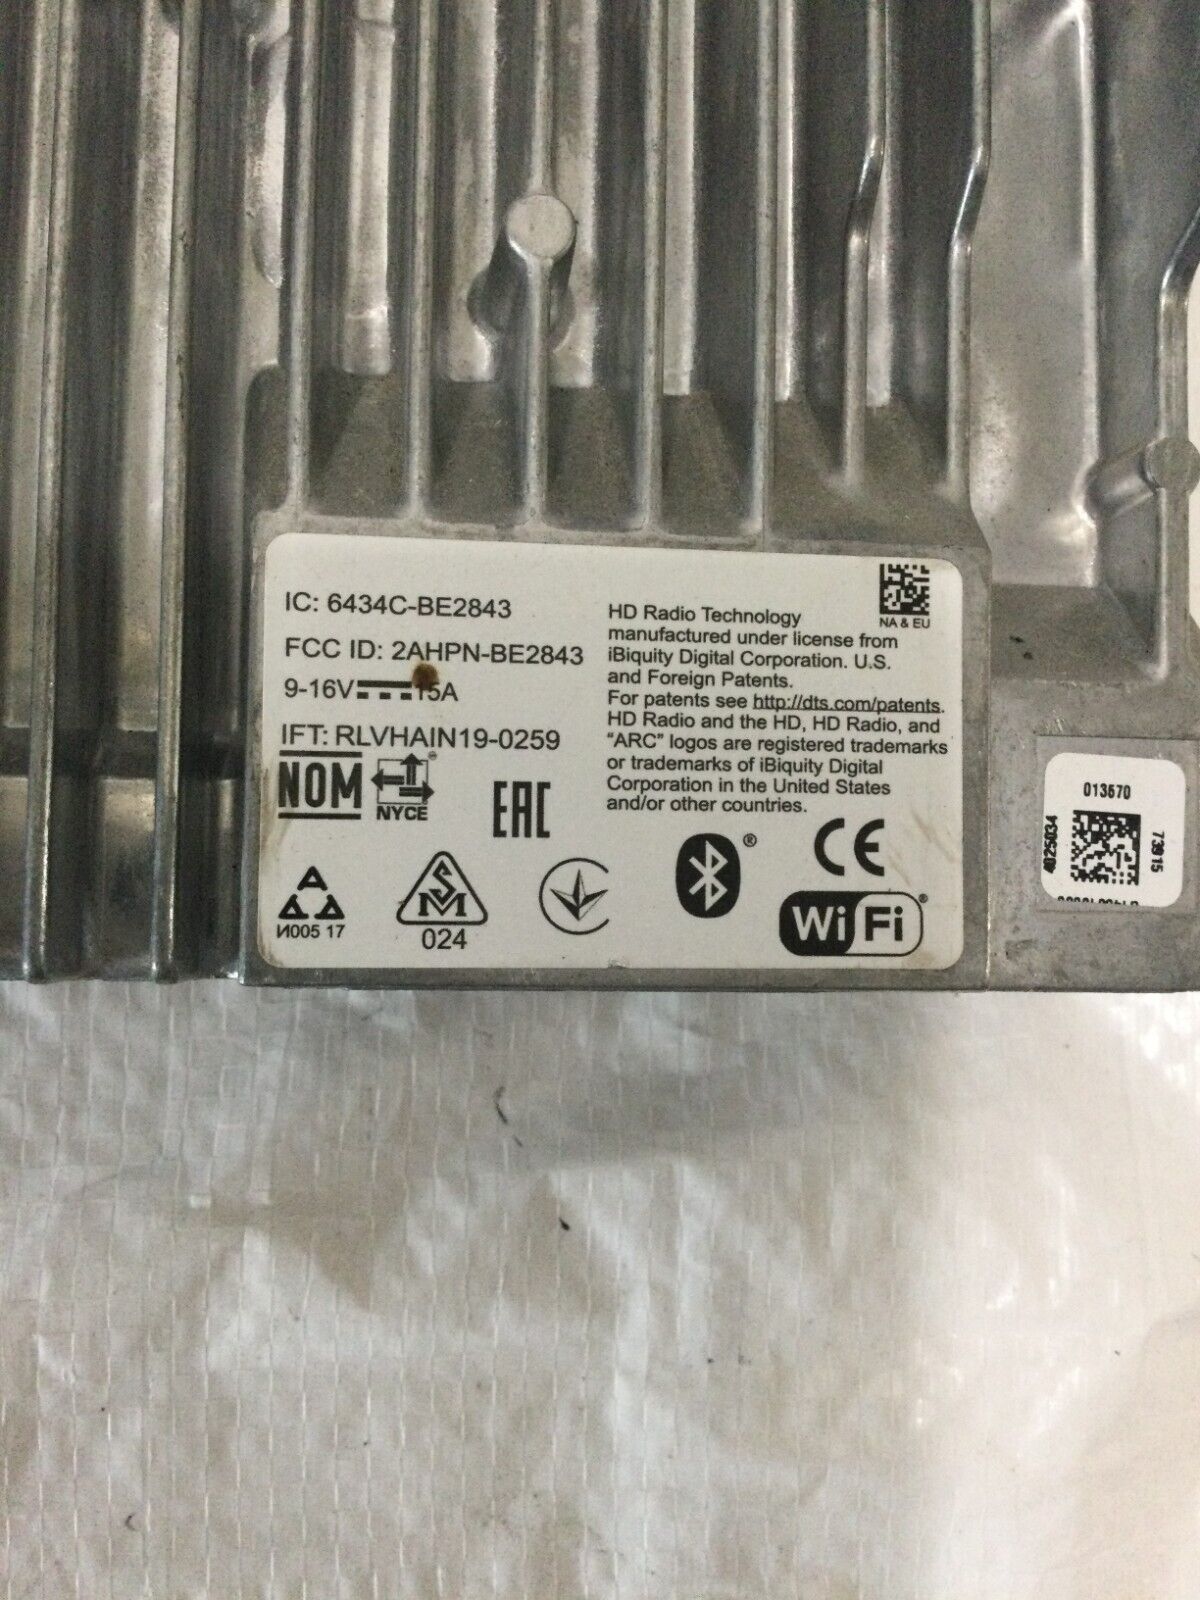 IC: 6434C-BE2843
FCC ID: 2AHPN-BE2843
9-16V 15A
IFT: RLVHAIN19-0259
NOM
NYCE
EAC
И005 17
SM
024
NA & EU
HD Radio Technology
manufactured under license from
iBiquity Digital Corporation. U.S.
and Foreign Patents.
For patents see http://dts.com/patents.
HD Radio and the HD, HD Radio, and
“ARC” logos are registered trademarks
or trademarks of iBiquity Digital
Corporation in the United States
and/or other countries.
®
CE
Wi Fi®
013670
4025034
73915